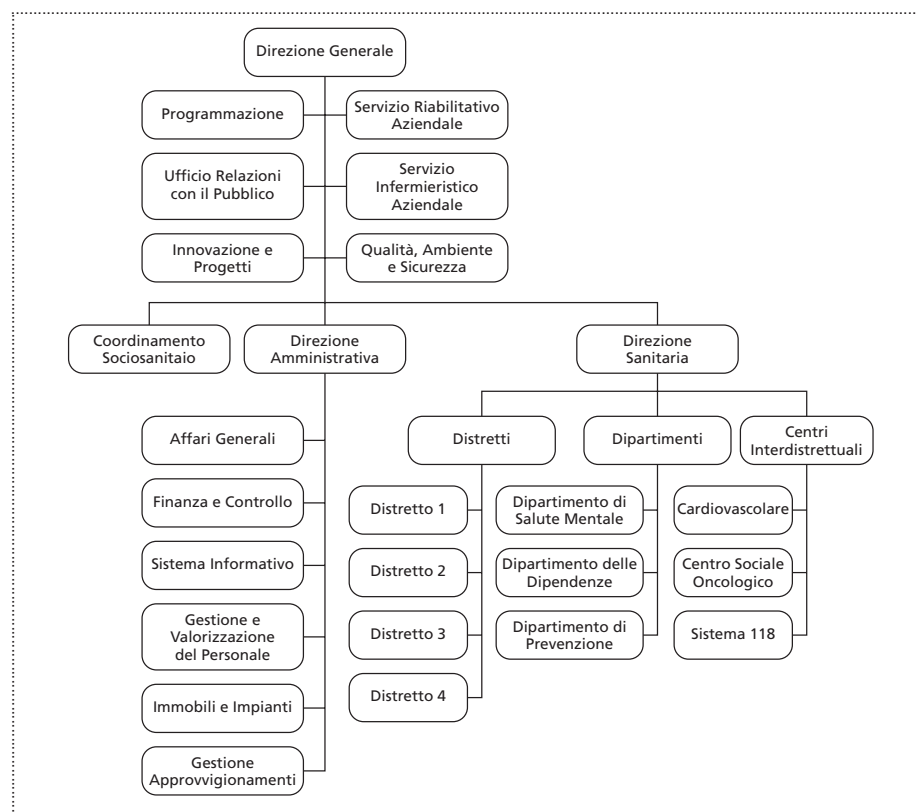 Direzione Generale
Programmazione
Servizio Riabilitativo
Aziendale
Ufficio Relazioni
con il Pubblico
Servizio
Infermieristico
Aziendale
Innovazione e
Progetti
Qualità, Ambiente
e Sicurezza
Coordinamento
Sociosanitaio
Direzione
Amministrativa
Direzione
Sanitaria
Affari Generali
Finanza e Controllo
Sistema Informativo
Gestione e
Valorizzazione
del Personale
Immobili e Impianti
Gestione
Approvvigionamenti
Distretti
Distretto 1
Distretto 2
Distretto 3
Distretto 4
Dipartimenti
Dipartimento di
Salute Mentale
Dipartimento delle
Dipendenze
Dipartimento di
Prevenzione
Centri
Interdistrettuali
Cardiovascolare
Centro Sociale
Oncologico
Sistema 118